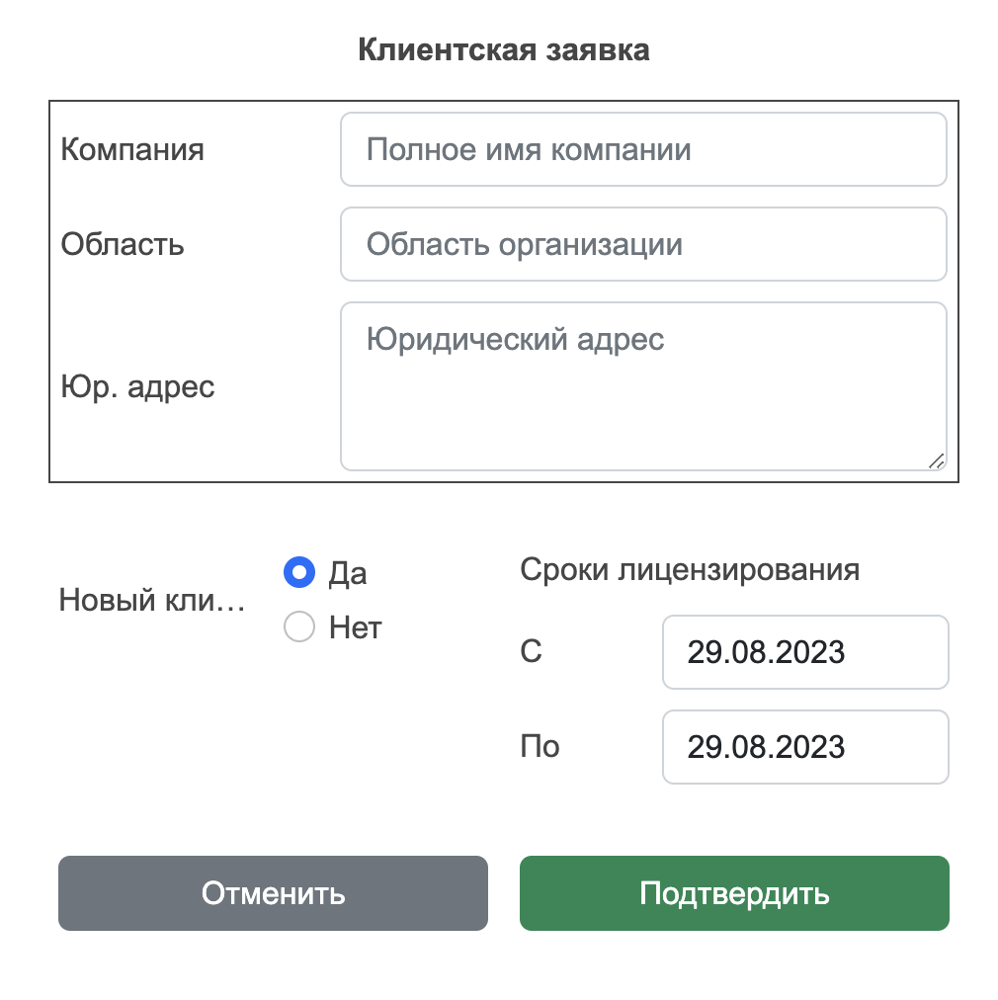 Клиентская заявка
Компания
Полное имя компании
Область
Область организации
Юр. адрес
Юридический адрес
Новый кли…
Да
Нет
Сроки лицензирования
С
29.08.2023
По
29.08.2023
Отменить
Подтвердить